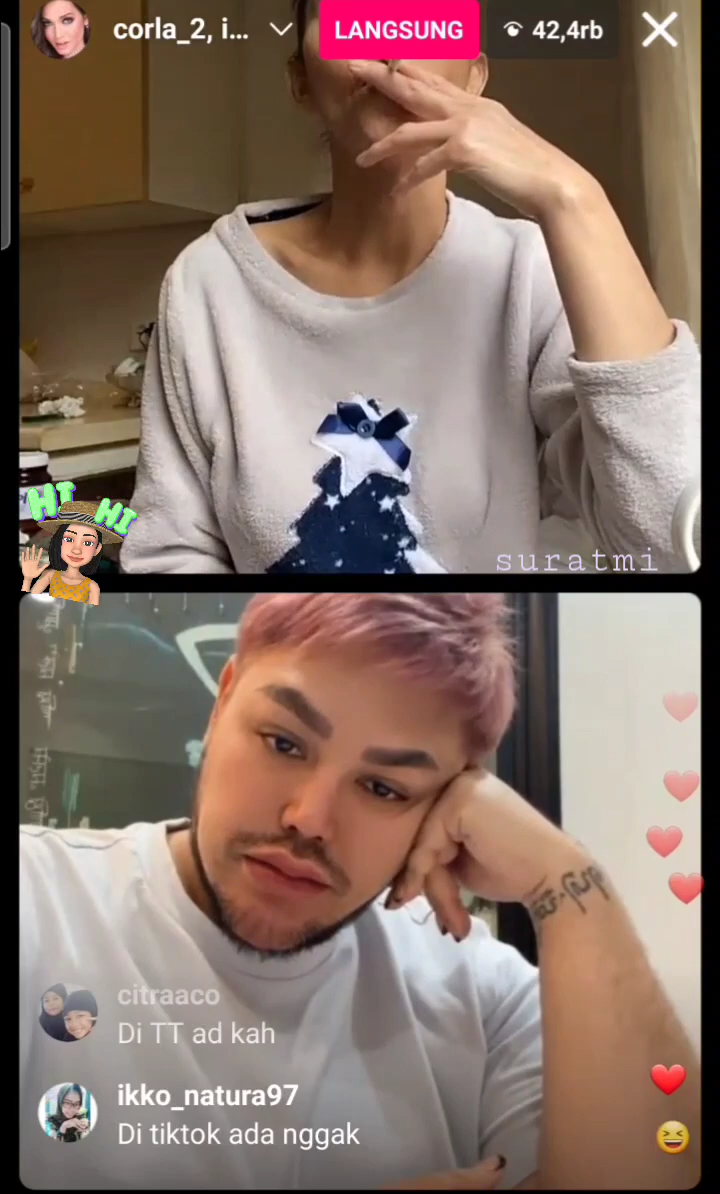 corla_2, i...
LANGSUNG
42,4rb
HI HI
suratmi
citraaco
Di TT ad kah
ikko_natura97
Di tiktok ada nggak